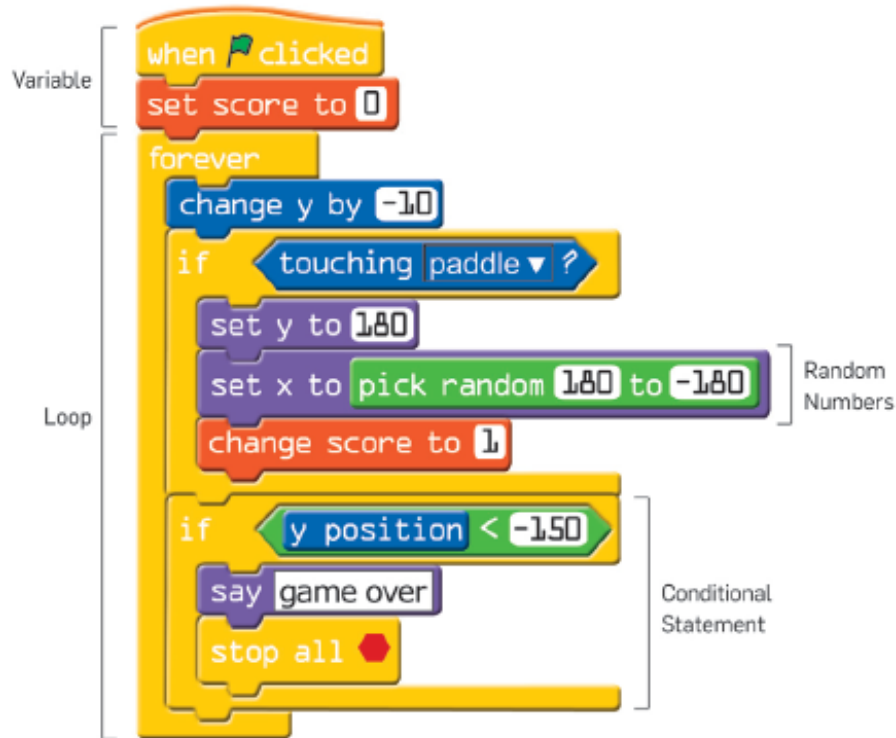 when clicked
Variable
set score to 0
forever
change y by -10
if touching paddle ?
set y to 180
set x to pick random 180 to -180
Random
Numbers
Loop
change score to 1
if y position < -150
say game over
Conditional
Statement
stop all